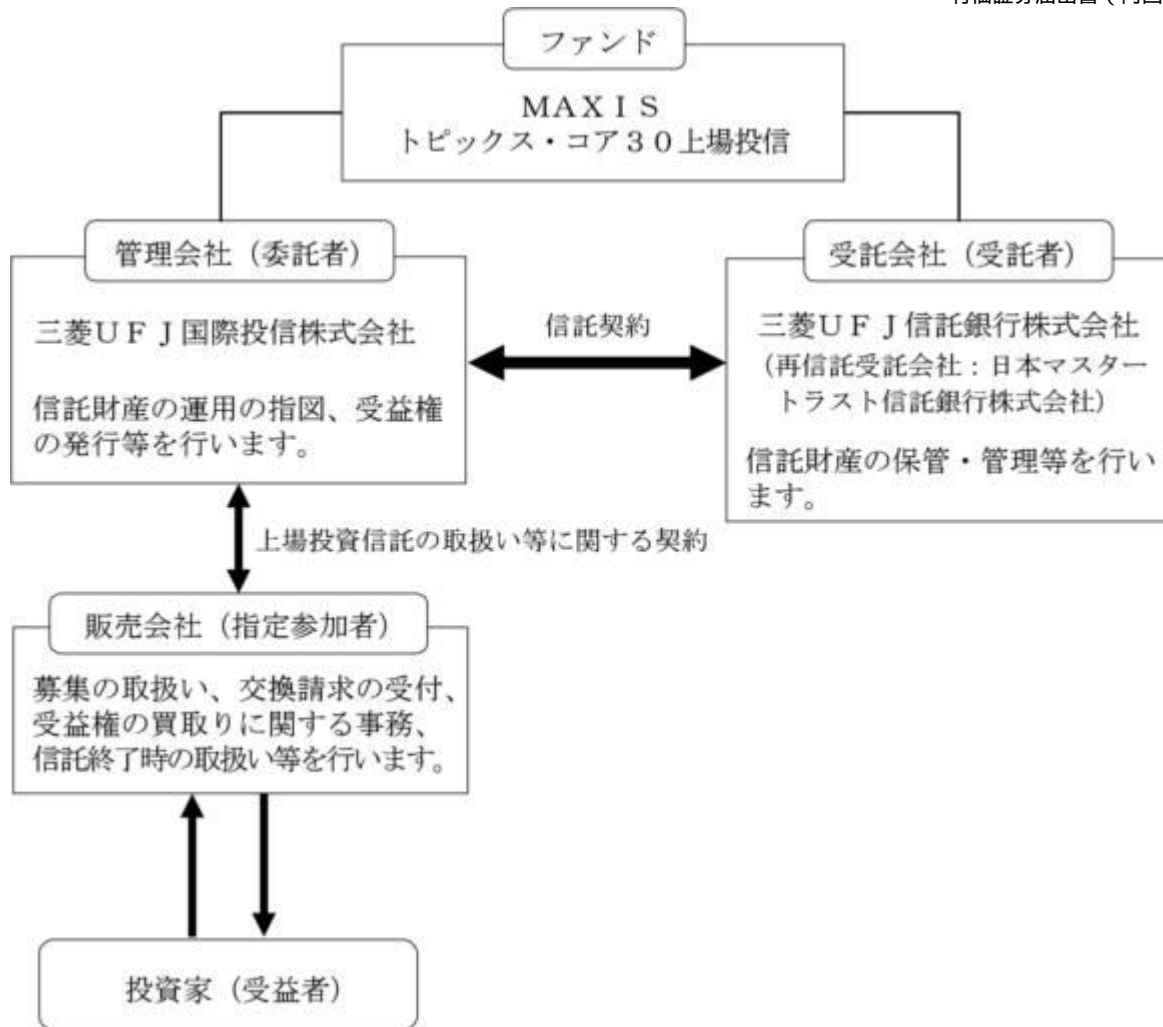 ファンド
ＭＡＸＩＳ
トピックス・コア３０上場投信
管理会社（委託者）
三菱ＵＦＪ国際投信株式会社
信託財産の運用の指図、受益権
の発行等を行います。
信託契約
受託会社（受託者）
三菱ＵＦＪ信託銀行株式会社
（再信託受託会社：日本マスター
トラスト信託銀行株式会社）
信託財産の保管・管理等を行い
ます。
上場投資信託の取扱い等に関する契約
販売会社（指定参加者）
募集の取扱い、交換請求の受付、
受益権の買取りに関する事務、
信託終了時の取扱い等を行います。
投資家（受益者）